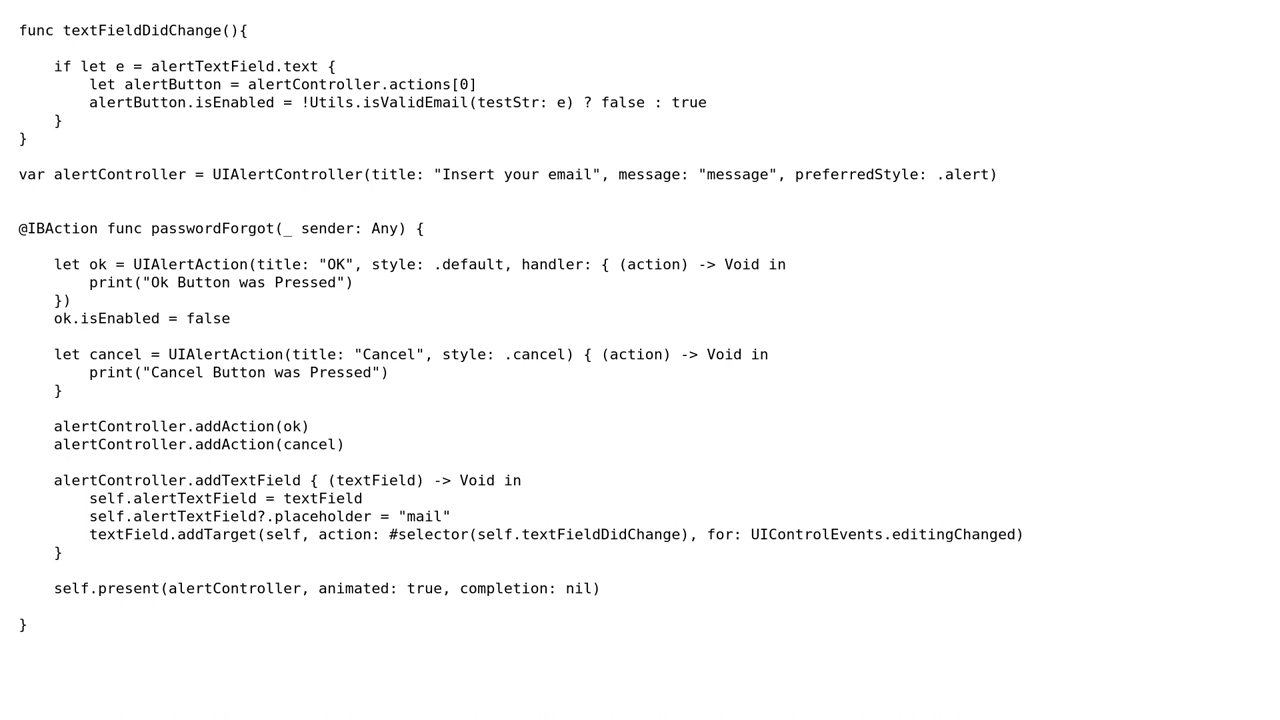 func textFieldDidChange(){
if let e = alertTextField.text {
let alertButton = alertController.actions[0]
alertButton.isEnabled = !Utils.isValidEmail(testStr: e) ? false : true
}
}
var alertController = UIAlertController(title: "Insert your email", message: "message", preferredStyle: .alert)
@IBAction func passwordForgot(_ sender: Any) {
let ok = UIAlertAction(title: "OK", style: .default, handler: { (action) -> Void in
print("Ok Button was Pressed")
})
ok.isEnabled = false
let cancel = UIAlertAction(title: "Cancel", style: .cancel) { (action) -> Void in
print("Cancel Button was Pressed")
}
alertController.addAction(ok)
alertController.addAction(cancel)
alertController.addTextField { (textField) -> Void in
self.alertTextField = textField
self.alertTextField?.placeholder = "mail"
textField.addTarget(self, action: #selector(self.textFieldDidChange), for: UIControlEvents.editingChanged)
}
self.present(alertController, animated: true, completion: nil)
}